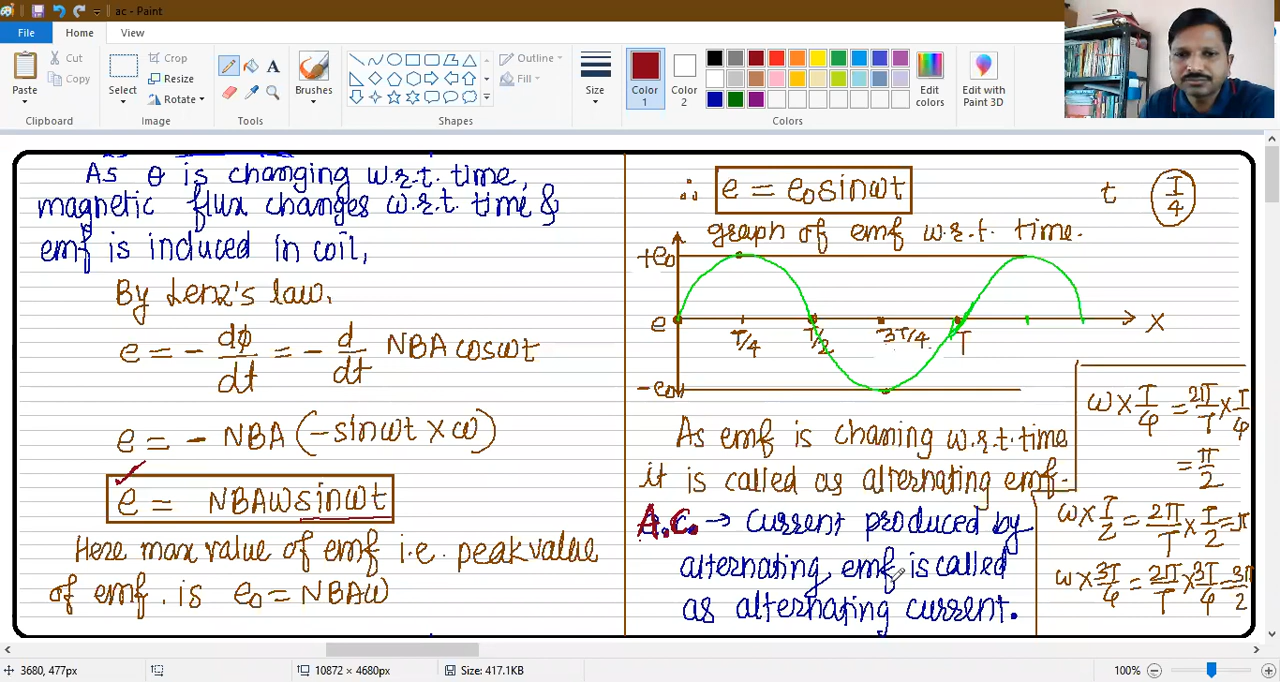 ac - Paint
File
Home
View
Paste
Cut
Copy
Clipboard
Select
Crop
Resize
Rotate
Image
A
Tools
Brushes
Shapes
Outline
Fill
Size
Color 1
Color 2
Colors
Edit colors
Edit with Paint 3D
As θ is changing w.r.t. time,
magnetic flux changes w.r.t. time &
emf is induced in coil,
By Lenz's law,
e = - dφ/dt = - d/dt NBA cosωt
e = - NBA (-sinωt × ω)
e = NBAω sinωt
Here max value of emf i.e. peak value
of emf. is e₀ = NBAω
∴ e = e₀ sinωt
t
T/4
graph of emf w.r.t. time.
+e₀
e
T/4
T/2
3T/4
T
X
-e₀
As emf is chaning w.r.t. time
it is called as alternating emf.
A.C. → Current produced by
alternating emf is called
as alternating current.
ω × T/4 = 2π/T × T/4
= π/2
ω × T/2 = 2π/T × T/2 = π
ω × 3T/4 = 2π/T × 3T/4 = 3π/2
3680, 477px
10872 × 4680px
Size: 417.1KB
100%